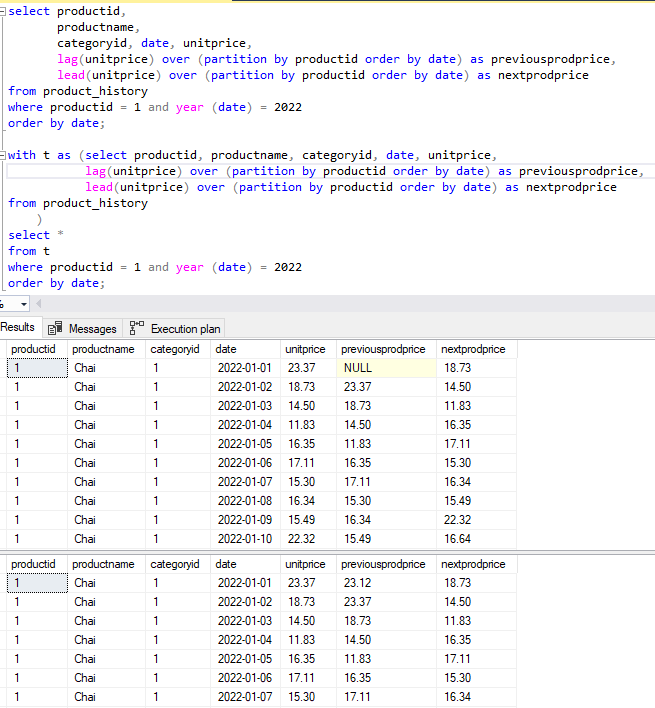 select productid,
productname,
categoryid, date, unitprice,
lag(unitprice) over (partition by productid order by date) as previousprodprice,
lead(unitprice) over (partition by productid order by date) as nextprodprice
from product_history
where productid = 1 and year (date) = 2022
order by date;
with t as (select productid, productname, categoryid, date, unitprice,
lag(unitprice) over (partition by productid order by date) as previousprodprice,
lead(unitprice) over (partition by productid order by date) as nextprodprice
from product_history
)
select *
from t
where productid = 1 and year (date) = 2022
order by date;
%
Results Messages Execution plan
productid productname categoryid date unitprice previousprodprice nextprodprice
1 Chai 1 2022-01-01 23.37 NULL 18.73
1 Chai 1 2022-01-02 18.73 23.37 14.50
1 Chai 1 2022-01-03 14.50 18.73 11.83
1 Chai 1 2022-01-04 11.83 14.50 16.35
1 Chai 1 2022-01-05 16.35 11.83 17.11
1 Chai 1 2022-01-06 17.11 16.35 15.30
1 Chai 1 2022-01-07 15.30 17.11 16.34
1 Chai 1 2022-01-08 16.34 15.30 15.49
1 Chai 1 2022-01-09 15.49 16.34 22.32
1 Chai 1 2022-01-10 22.32 15.49 16.64
productid productname categoryid date unitprice previousprodprice nextprodprice
1 Chai 1 2022-01-01 23.37 23.12 18.73
1 Chai 1 2022-01-02 18.73 23.37 14.50
1 Chai 1 2022-01-03 14.50 18.73 11.83
1 Chai 1 2022-01-04 11.83 14.50 16.35
1 Chai 1 2022-01-05 16.35 11.83 17.11
1 Chai 1 2022-01-06 17.11 16.35 15.30
1 Chai 1 2022-01-07 15.30 17.11 16.34